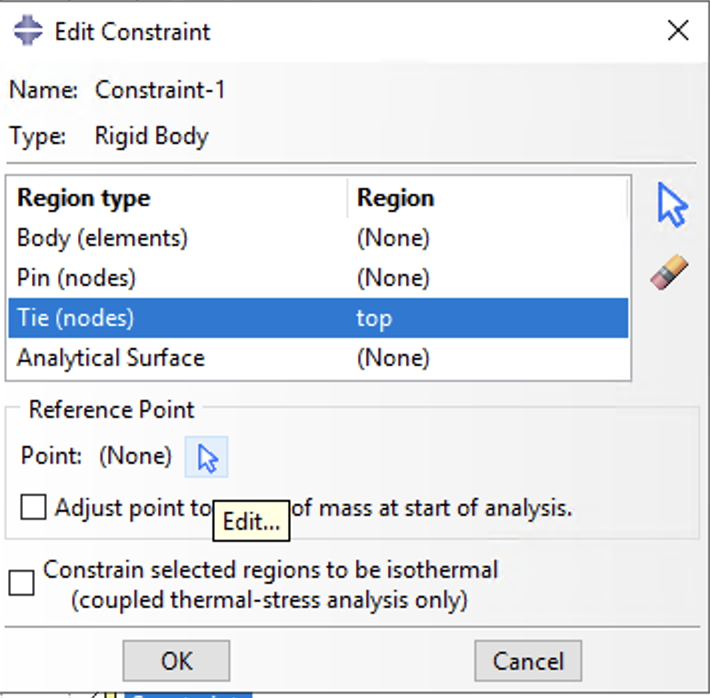 Edit Constraint
Name: Constraint-1
Type: Rigid Body
Region type Region
Body (elements) (None)
Pin (nodes) (None)
Tie (nodes) top
Analytical Surface (None)
Reference Point
Point: (None)
Adjust point to of mass at start of analysis.
Edit...
Constrain selected regions to be isothermal
(coupled thermal-stress analysis only)
OK Cancel